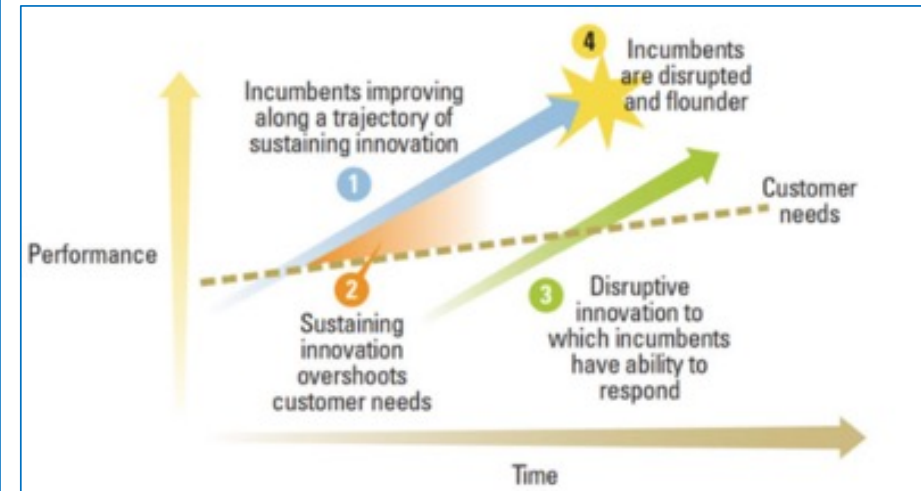 4
Incumbents
are disrupted
and flounder
Incumbents improving
along a trajectory of
sustaining innovation
1
Customer
needs
Performance
2
Sustaining
innovation
overshoots
customer needs
3
Disruptive
innovation to
which incumbents
have ability to
respond
Time